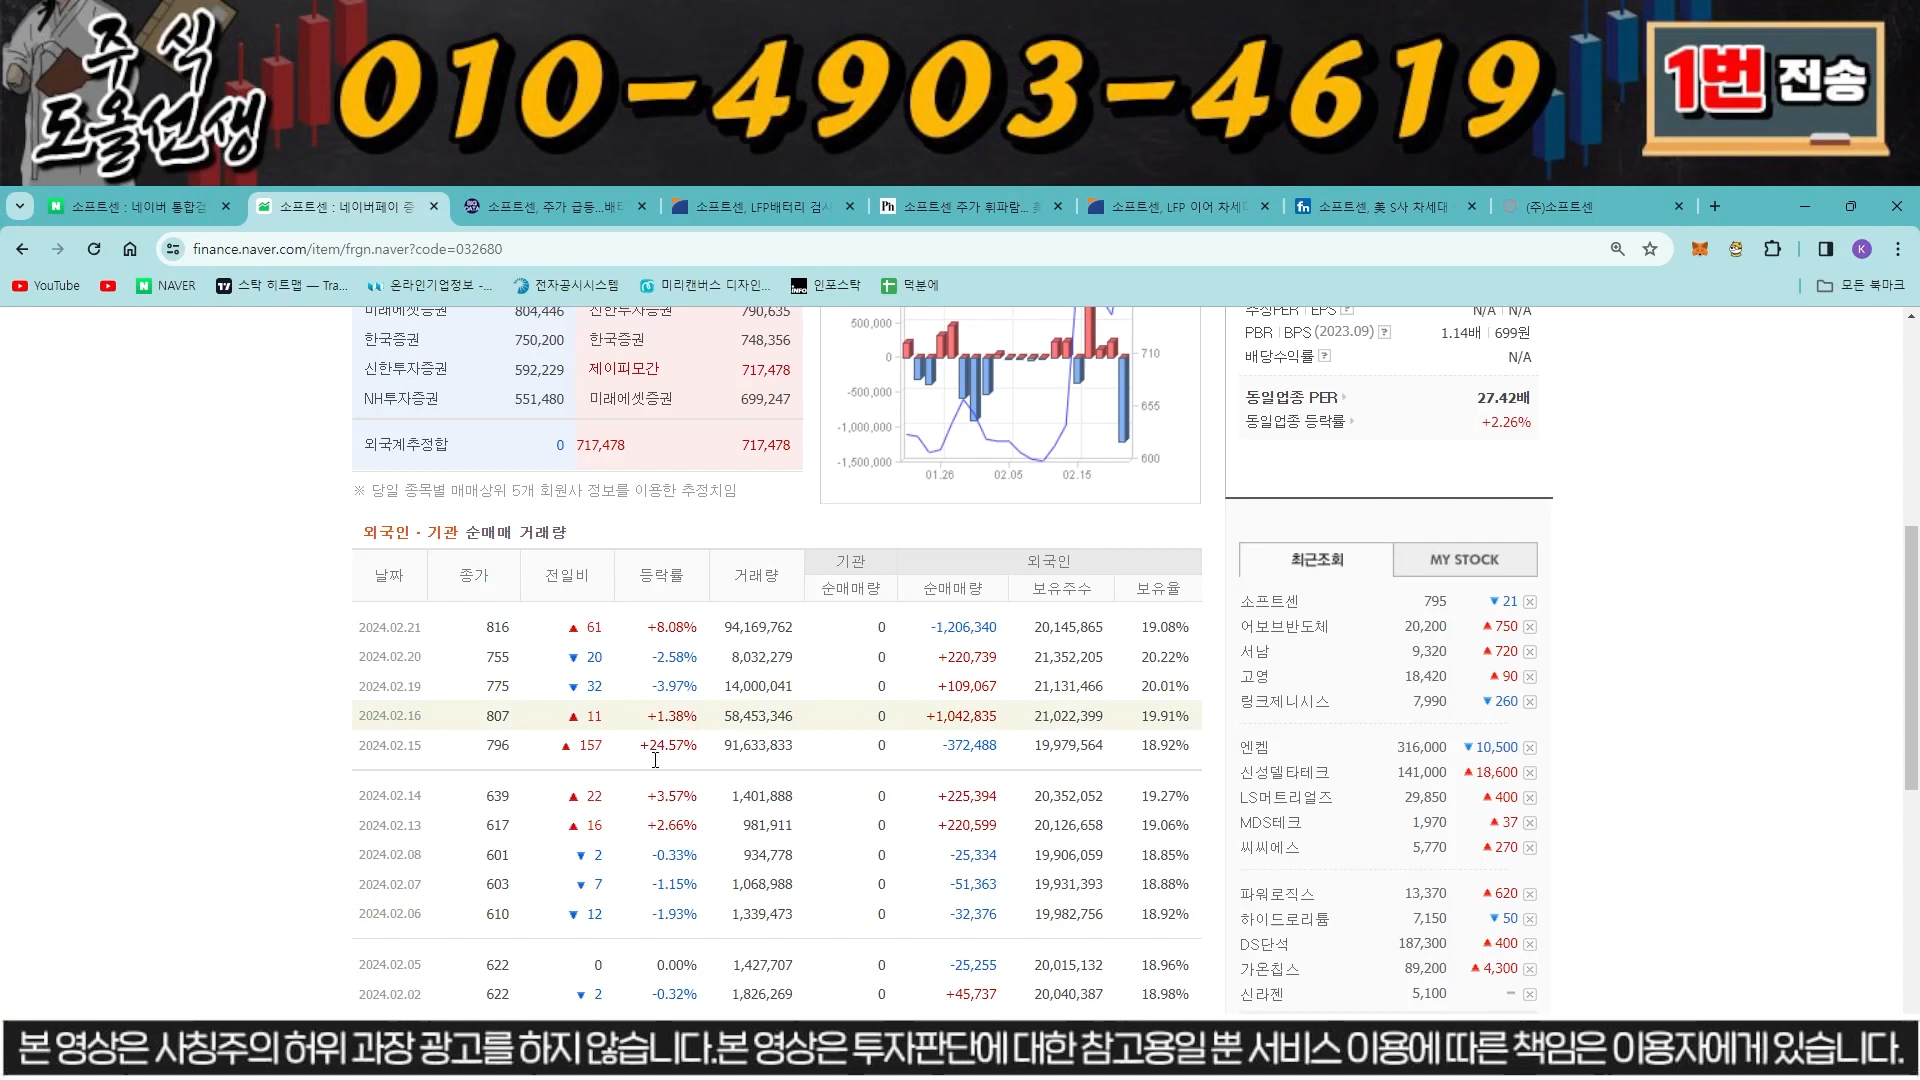 주식
도올선생
010-4903-4619
1번 전송
소프트센 : 네이버 통합검
소프트센 : 네이버페이 증
소프트센, 주가 급등...배터
소프트센, LFP배터리 검사
소프트센 주가 휘파람...
소프트센, LFP 이어 차세대
소프트센, 美 S사 차세대
(주)소프트센
finance.naver.com/item/frgn.naver?code=032680
K
YouTube
NAVER
스탁 히트맵 — Tra...
온라인기업정보 -...
전자공시시스템
미리캔버스 디자인...
인포스탁
덕분에
모든 북마크
미래에셋증권 804,446 신한투자증권 790,635
한국증권 750,200 한국증권 748,356
신한투자증권 592,229 제이피모간 717,478
NH투자증권 551,480 미래에셋증권 699,247
외국계추정합 0 717,478 717,478
※ 당일 종목별 매매상위 5개 회원사 정보를 이용한 추정치임
500,000
0
-500,000
-1,000,000
-1,500,000
710
655
600
01.26 02.05 02.15
추정PER EPS N/A N/A
PBR BPS (2023.09) 1.14배 699원
배당수익률 N/A
동일업종 PER 27.42배
동일업종 등락률 +2.26%
외국인 · 기관 순매매 거래량
날짜 종가 전일비 등락률 거래량 기관 외국인
순매매량 순매매량 보유주수 보유율
2024.02.21 816 ▲ 61 +8.08% 94,169,762 0 -1,206,340 20,145,865 19.08%
2024.02.20 755 ▼ 20 -2.58% 8,032,279 0 +220,739 21,352,205 20.22%
2024.02.19 775 ▼ 32 -3.97% 14,000,041 0 +109,067 21,131,466 20.01%
2024.02.16 807 ▲ 11 +1.38% 58,453,346 0 +1,042,835 21,022,399 19.91%
2024.02.15 796 ▲ 157 +24.57% 91,633,833 0 -372,488 19,979,564 18.92%
2024.02.14 639 ▲ 22 +3.57% 1,401,888 0 +225,394 20,352,052 19.27%
2024.02.13 617 ▲ 16 +2.66% 981,911 0 +220,599 20,126,658 19.06%
2024.02.08 601 ▼ 2 -0.33% 934,778 0 -25,334 19,906,059 18.85%
2024.02.07 603 ▼ 7 -1.15% 1,068,988 0 -51,363 19,931,393 18.88%
2024.02.06 610 ▼ 12 -1.93% 1,339,473 0 -32,376 19,982,756 18.92%
2024.02.05 622 0 0.00% 1,427,707 0 -25,255 20,015,132 18.96%
2024.02.02 622 ▼ 2 -0.32% 1,826,269 0 +45,737 20,040,387 18.98%
최근조회 MY STOCK
소프트센 795 ▼ 21
어보브반도체 20,200 ▲ 750
서남 9,320 ▲ 720
고영 18,420 ▲ 90
링크제니시스 7,990 ▼ 260
엔켐 316,000 ▼ 10,500
신성델타테크 141,000 ▲ 18,600
LS머트리얼즈 29,850 ▲ 400
MDS테크 1,970 ▲ 37
씨씨에스 5,770 ▲ 270
파워로직스 13,370 ▲ 620
하이드로리튬 7,150 ▼ 50
DS단석 187,300 ▲ 400
가온칩스 89,200 ▲ 4,300
신라젠 5,100 -
본 영상은 사칭주의 허위 과장 광고를 하지 않습니다.본 영상은 투자판단에 대한 참고용일 뿐 서비스 이용에 따른 책임은 이용자에게 있습니다.